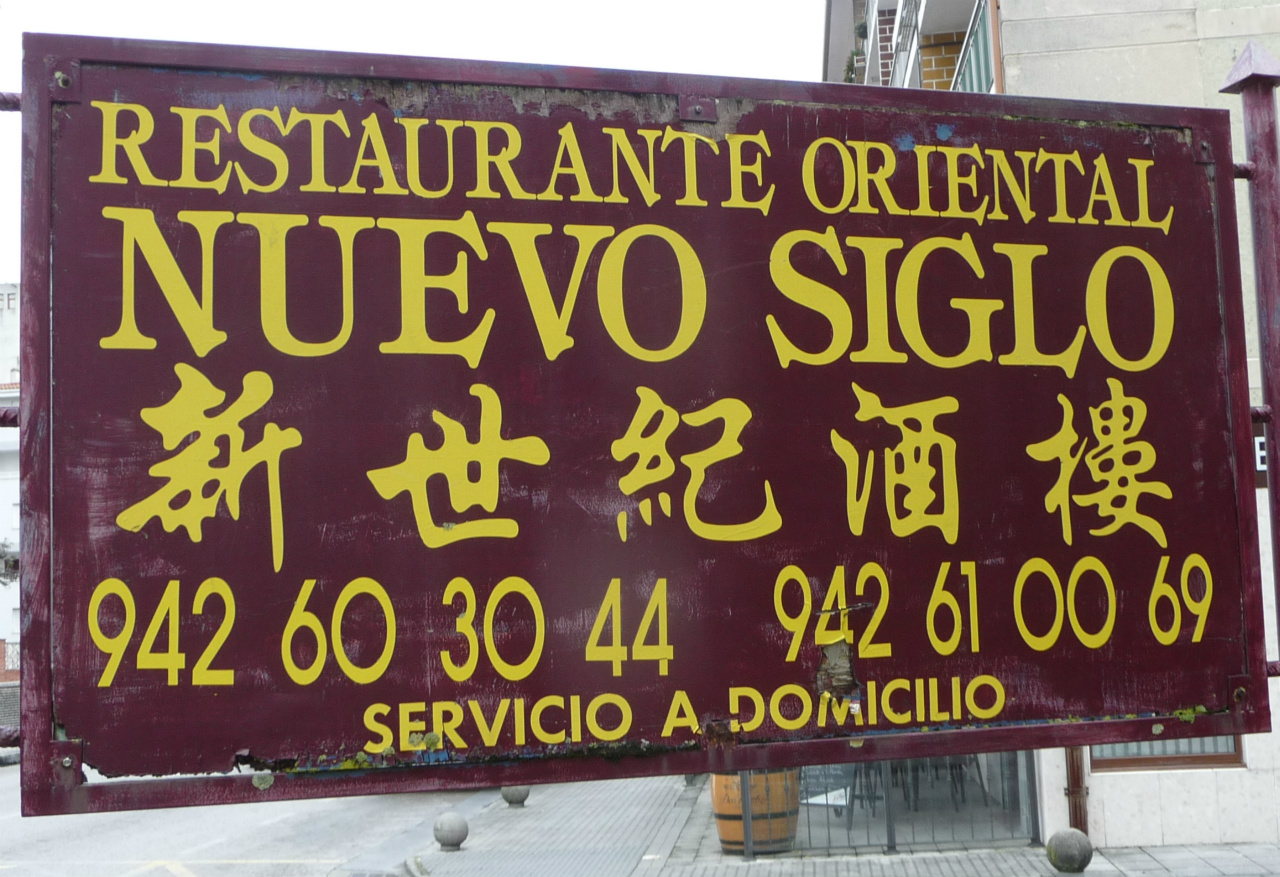 RESTAURANTE ORIENTAL
NUEVO SIGLO
新世紀酒樓
942 60 30 44 942 61 00 69
SERVICIO A DOMICILIO